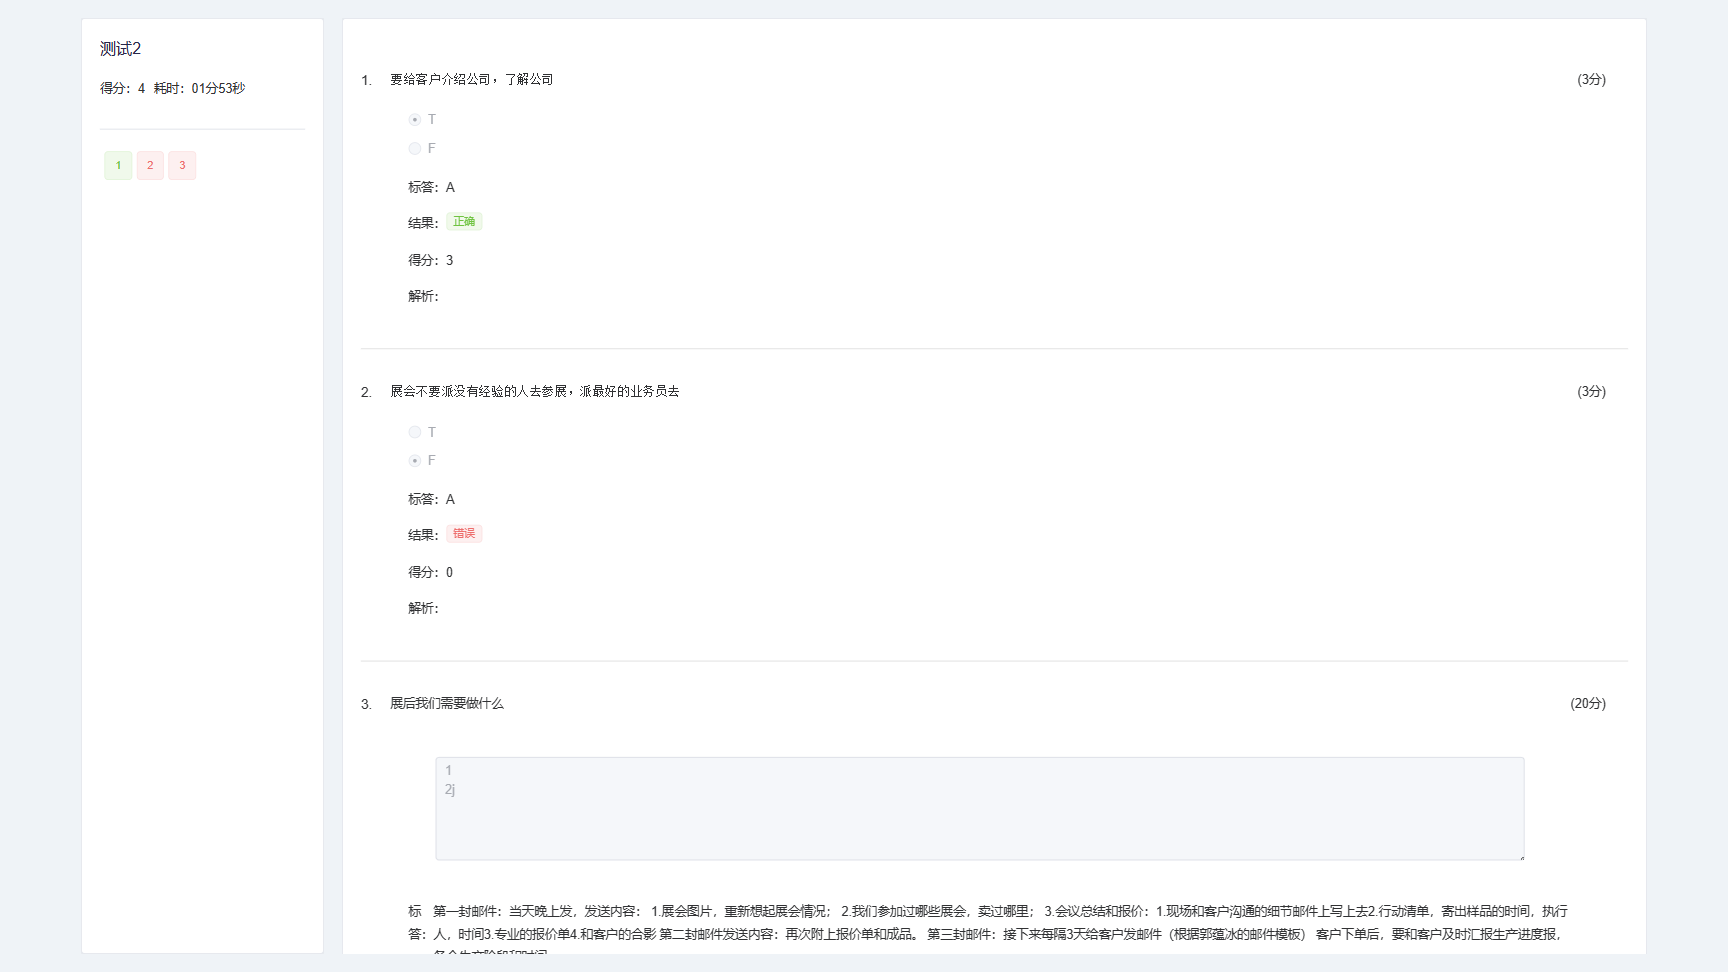 测试2
得分：4 耗时：01分53秒
1 2 3
1. 要给客户介绍公司，了解公司 (3分)
T
F
标答：A
结果：正确
得分：3
解析：
2. 展会不要派没有经验的人去参展，派最好的业务员去 (3分)
T
F
标答：A
结果：错误
得分：0
解析：
3. 展后我们需要做什么 (20分)
1
2j
标 第一封邮件：当天晚上发，发送内容： 1.展会图片，重新想起展会情况； 2.我们参加过哪些展会，卖过哪里； 3.会议总结和报价：1.现场和客户沟通的细节邮件上写上去2.行动清单，寄出样品的时间，执行
答：人，时间3.专业的报价单4.和客户的合影 第二封邮件发送内容：再次附上报价单和成品。 第三封邮件：接下来每隔3天给客户发邮件（根据郭蕴冰的邮件模板） 客户下单后，要和客户及时汇报生产进度报，